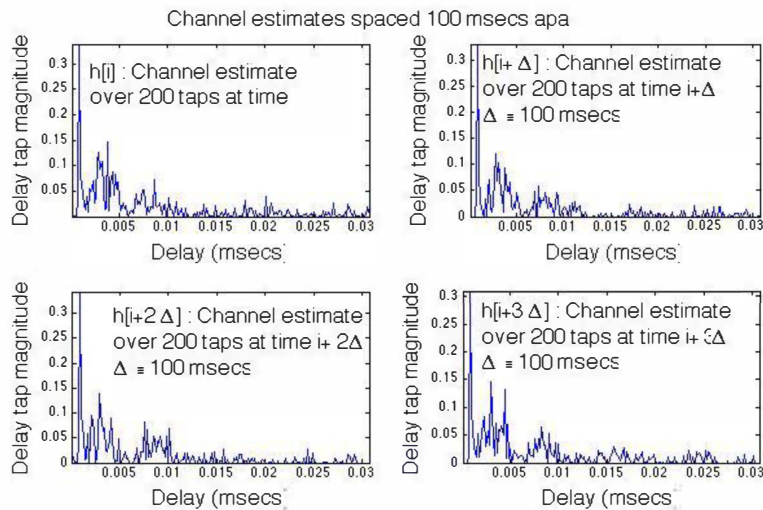 Channel estimates spaced 100 msecs apa
h[i] : Channel estimate
over 200 taps at time
Delay tap magnitude
0.3
0.25
0.2
0.15
0.1
0.05
0.005 0.01 0.015 0.02 0.025 0.03
Delay (msecs)
h[i+ Δ] : Channel estimate
over 200 taps at time i+Δ
Δ = 100 msecs
Delay tap magnitude
0.3
0.25
0.2
0.15
0.1
0.05
0.005 0.01 0.015 0.02 0.025 0.03
Delay (msecs)
h[i+2 Δ] : Channel estimate
over 200 taps at time i+ 2Δ
Δ = 100 msecs
Delay tap magnitude
0.3
0.25
0.2
0.15
0.1
0.05
0
0.005 0.01 0.015 0.02 0.025 0.03
Delay (msecs)
h[i+3 Δ] : Channel estimate
over 200 taps at time i+ 3Δ
Δ = 100 msecs
Delay tap magnitude
0.3
0.25
0.2
0.15
0.1
0.05
0
0.005 0.01 0.015 0.02 0.025 0.03
Delay (msecs)